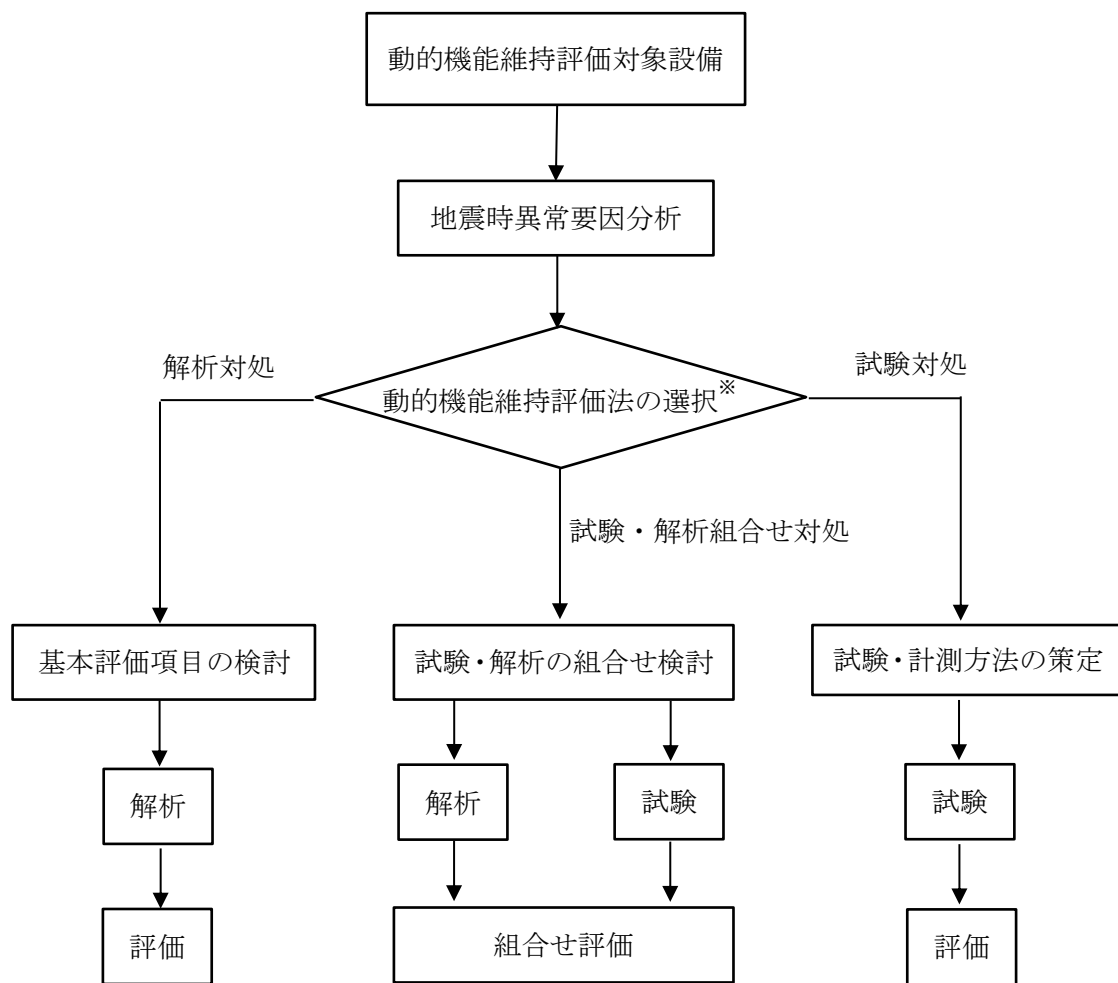 動的機能維持評価対象設備
地震時異常要因分析
解析対処
試験対処
動的機能維持評価法の選択※
試験・解析組合せ対処
基本評価項目の検討
試験・解析の組合せ検討
試験・計測方法の策定
解析
解析
試験
試験
評価
組合せ評価
評価